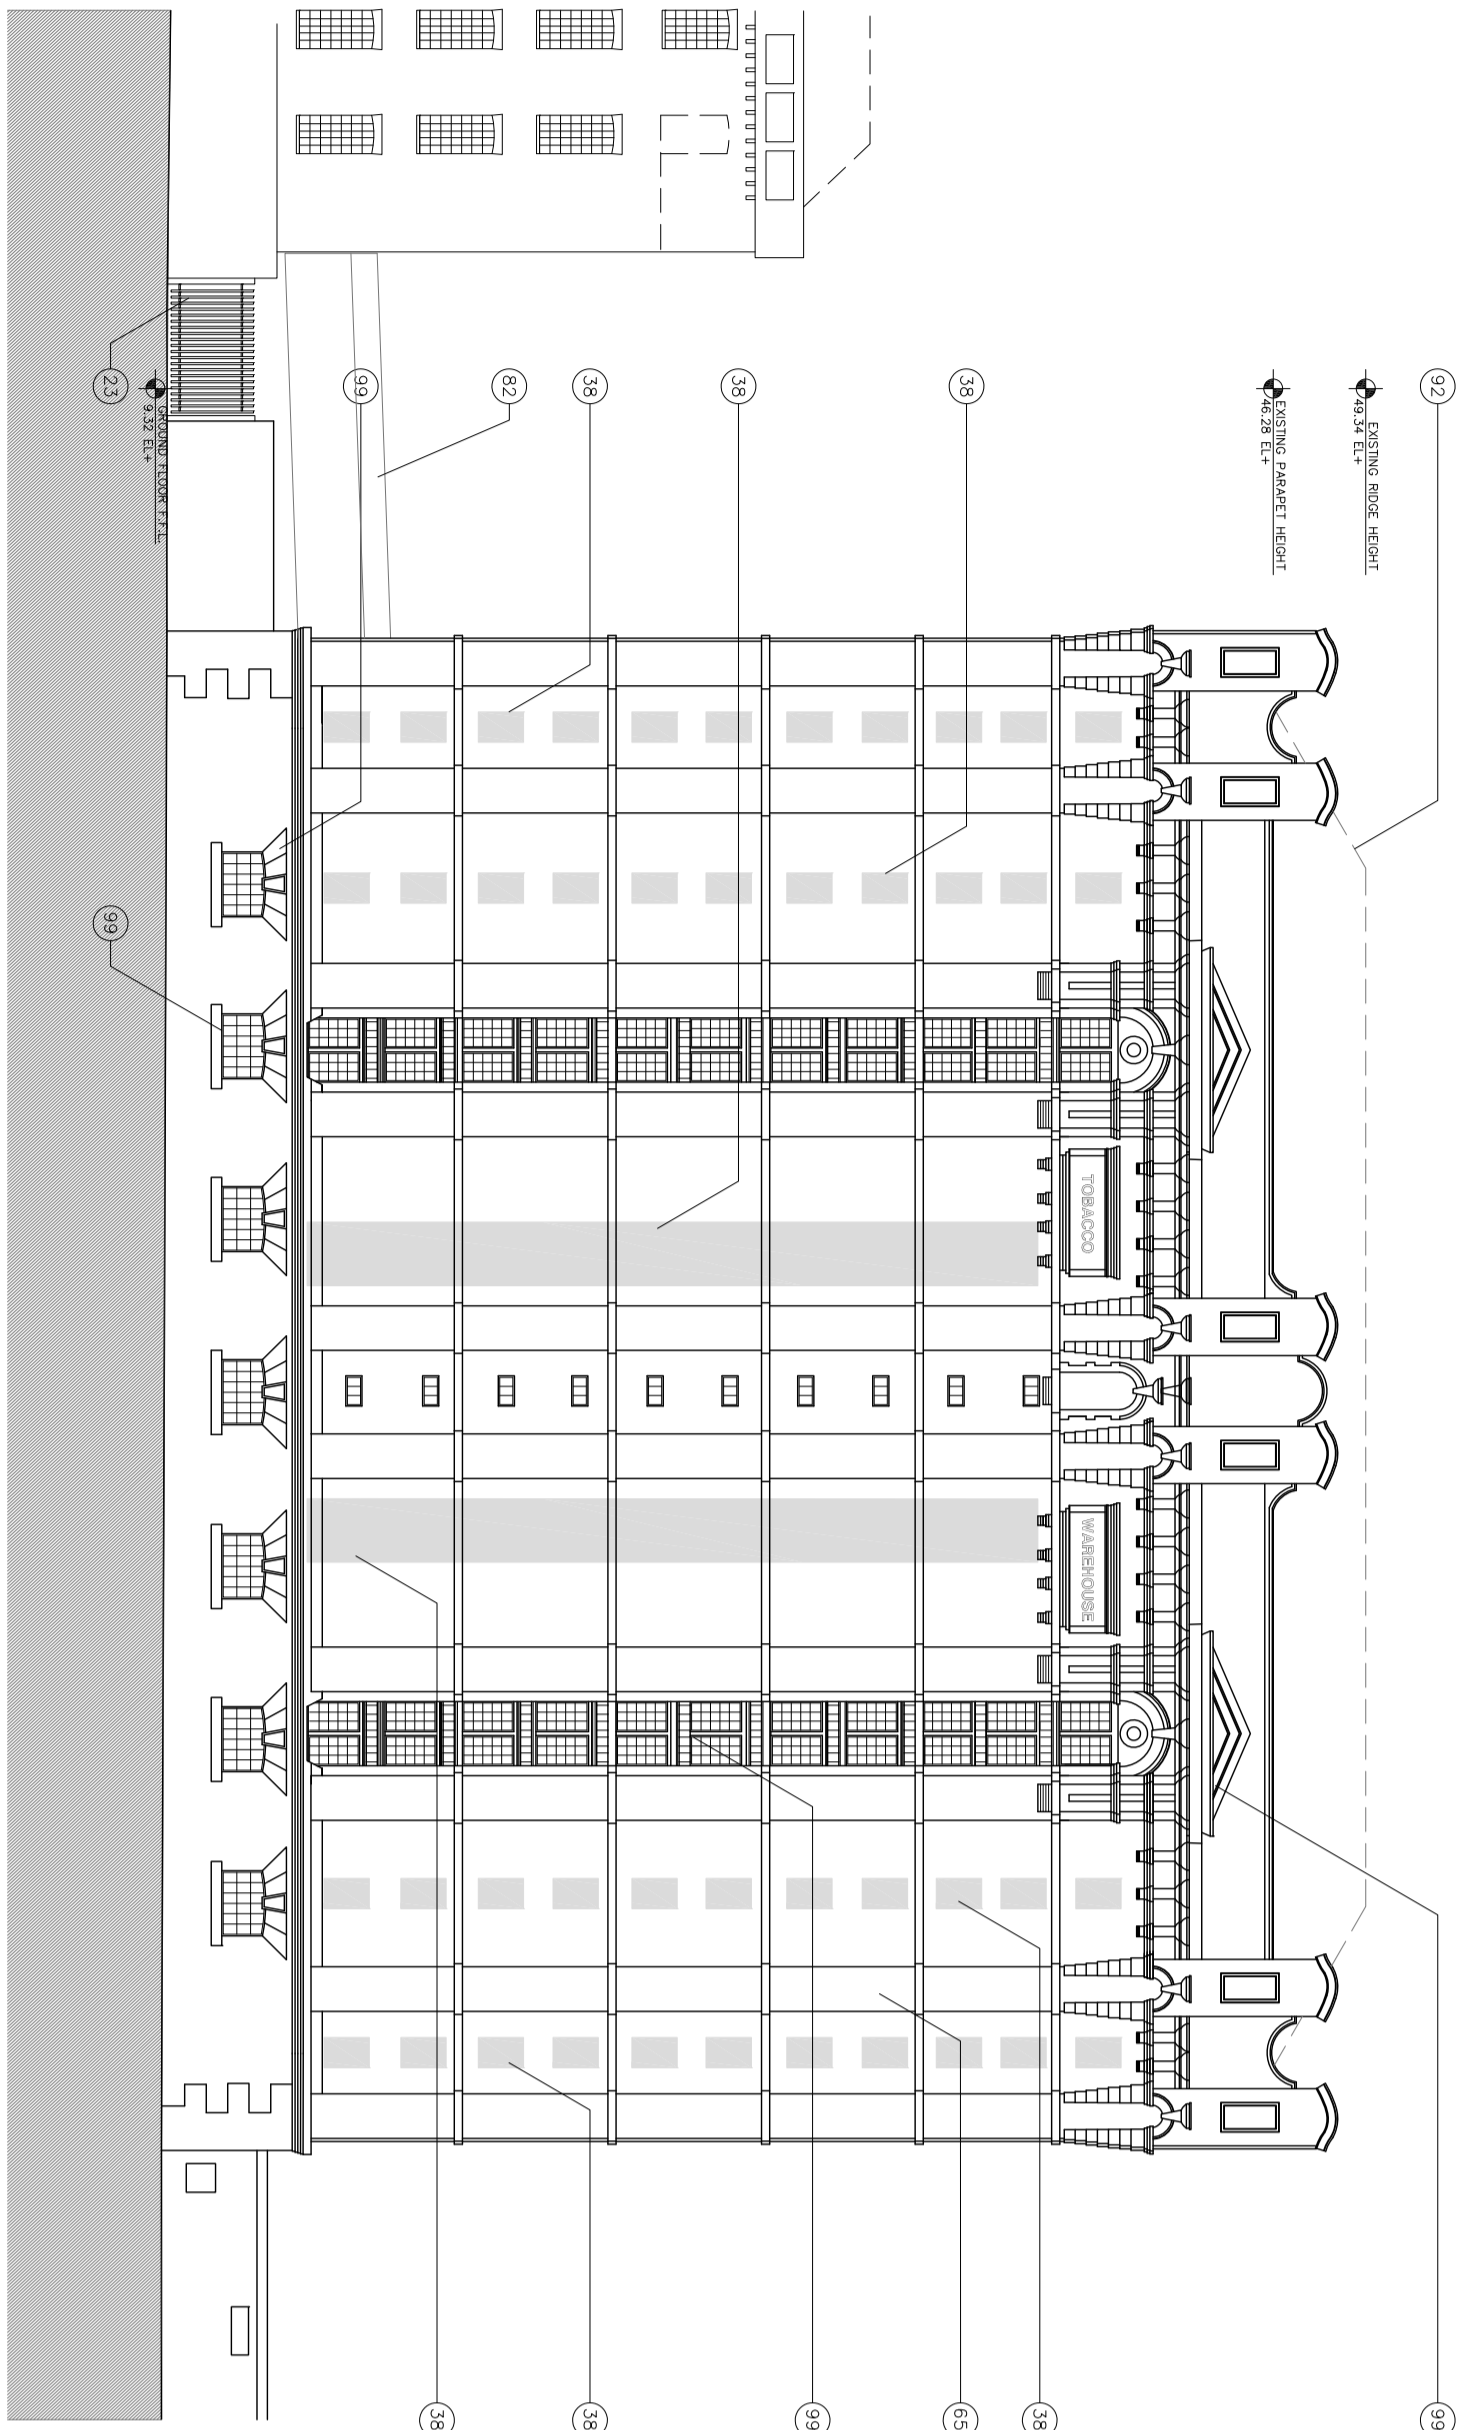 92
EXISTING RIDGE HEIGHT
49.34 EL+
EXISTING PARAPET HEIGHT
46.28 EL+
38
38
38
82
99
GROUND FLOOR F.F.L.
9.32 EL+
23
99
TOBACCO
WAREHOUSE
99
38
65
99
38
38